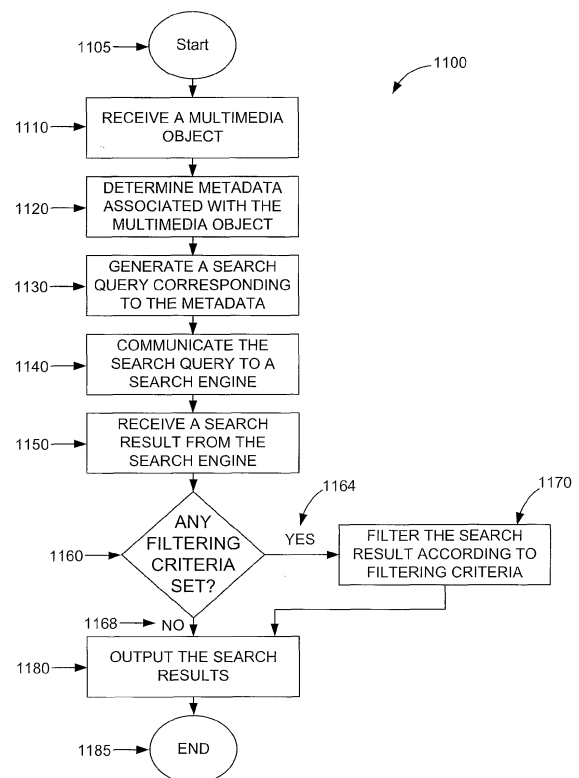 1105
Start
1100
1110
RECEIVE A MULTIMEDIA
OBJECT
1120
DETERMINE METADATA
ASSOCIATED WITH THE
MULTIMEDIA OBJECT
1130
GENERATE A SEARCH
QUERY CORRESPONDING
TO THE METADATA
1140
COMMUNICATE THE
SEARCH QUERY TO A
SEARCH ENGINE
1150
RECEIVE A SEARCH
RESULT FROM THE
SEARCH ENGINE
1160
ANY
FILTERING
CRITERIA
SET?
1164
YES
1170
FILTER THE SEARCH
RESULT ACCORDING TO
FILTERING CRITERIA
1168
NO
1180
OUTPUT THE SEARCH
RESULTS
1185
END